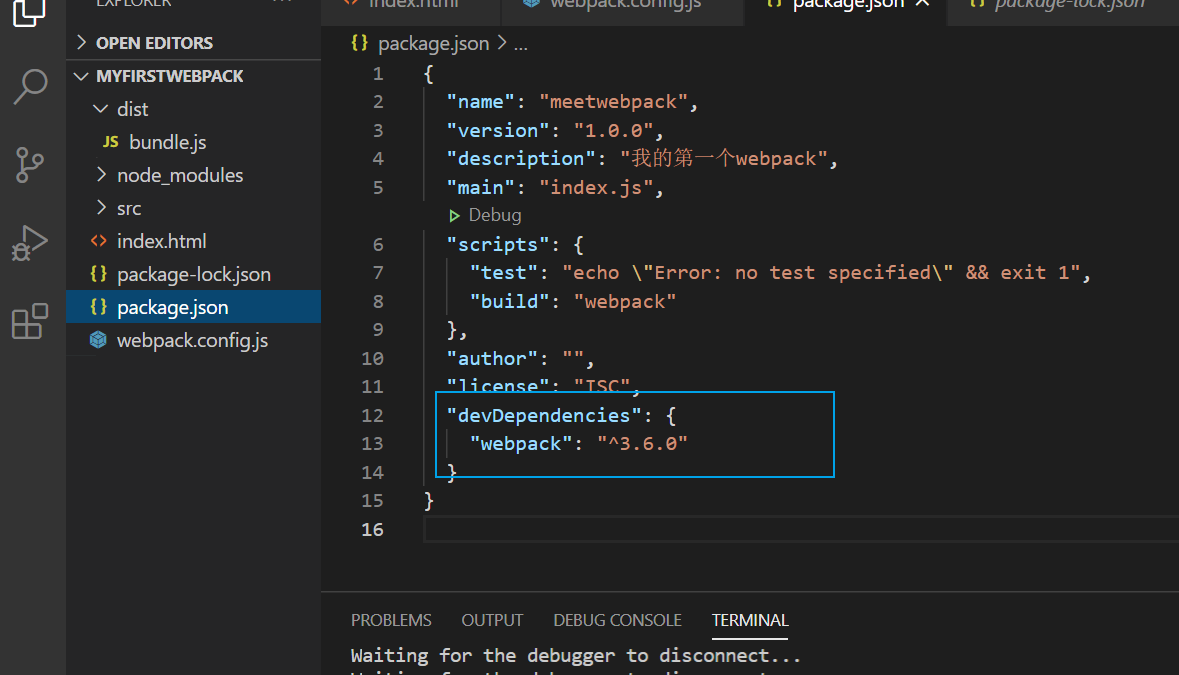 EXPLORER
index.html
webpack.config.js
package.json
package-lock.json
OPEN EDITORS
MYFIRSTWEBPACK
dist
JS bundle.js
node_modules
src
index.html
{} package-lock.json
{} package.json
webpack.config.js
{} package.json > ...
1 {
2 "name": "meetwebpack",
3 "version": "1.0.0",
4 "description": "我的第一个webpack",
5 "main": "index.js",
Debug
6 "scripts": {
7 "test": "echo \"Error: no test specified\" && exit 1",
8 "build": "webpack"
9 },
10 "author": "",
11 "license": "ISC",
12 "devDependencies": {
13 "webpack": "^3.6.0"
14 }
15 }
16
PROBLEMS OUTPUT DEBUG CONSOLE TERMINAL
Waiting for the debugger to disconnect...